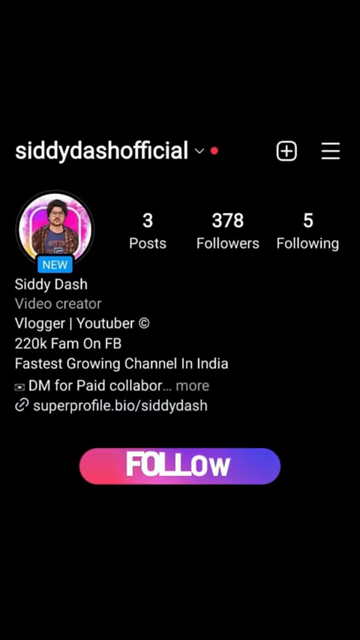 siddydashofficial
3 378 5
Posts Followers Following
NEW
Siddy Dash
Video creator
Vlogger | Youtuber ©
220k Fam On FB
Fastest Growing Channel In India
✉️ DM for Paid collabor... more
superprofile.bio/siddydash
FOLLOW